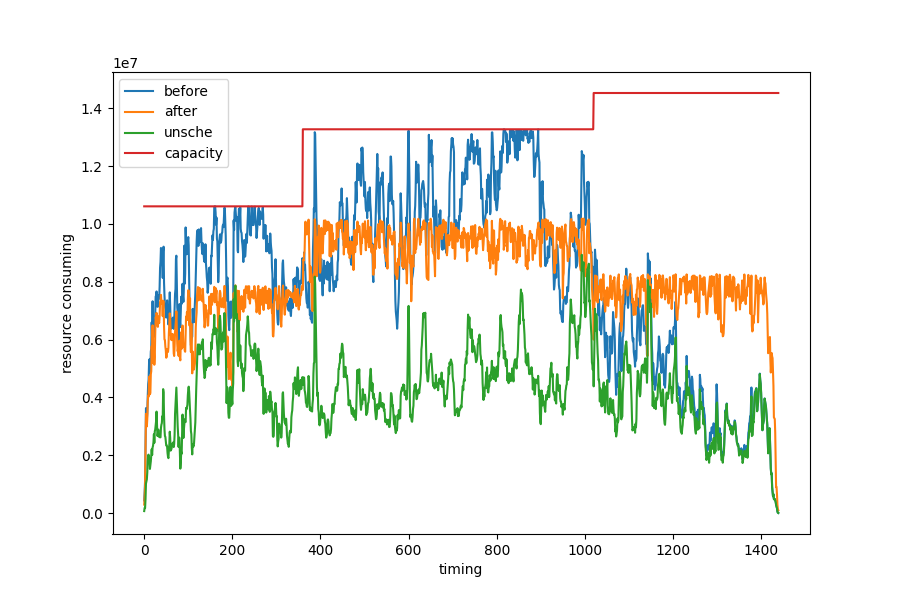 1e7
before
after
unsche
capacity
1.4
1.2
1.0
0.8
0.6
0.4
0.2
0.0
resource consuming
0 200 400 600 800 1000 1200 1400
timing